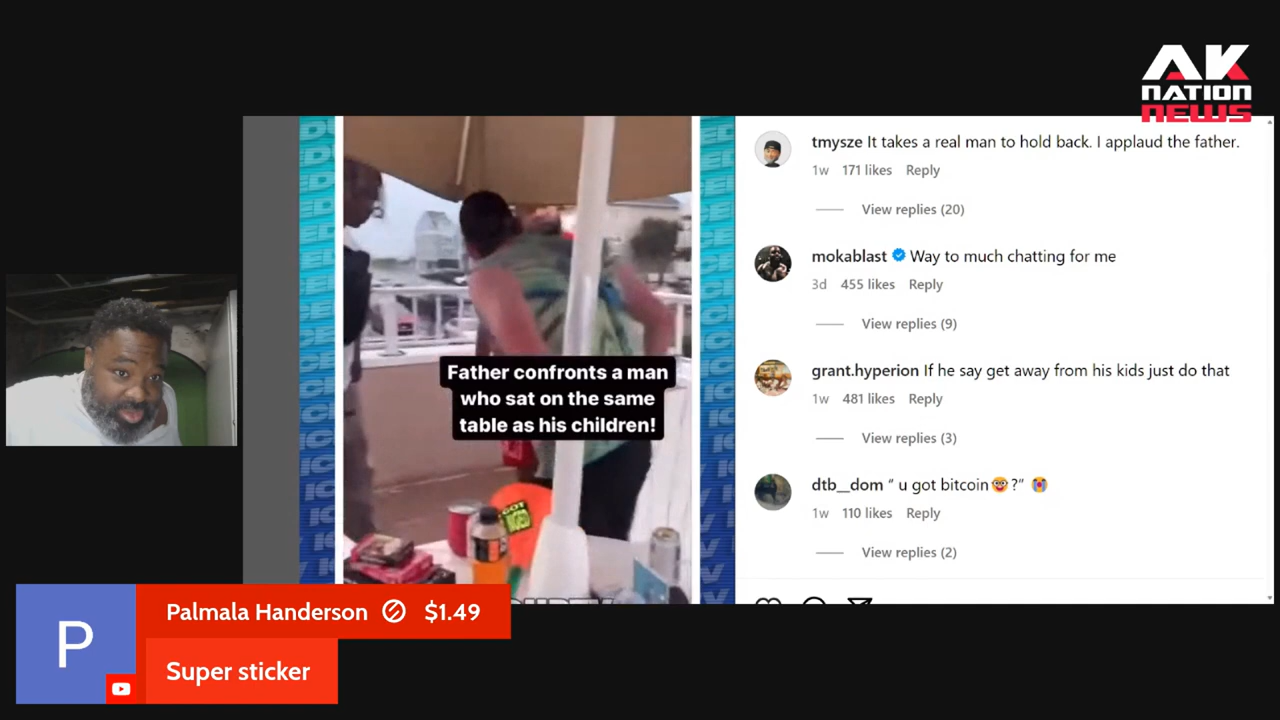 AK
NATION
NEWS
tmysze It takes a real man to hold back. I applaud the father.
1w 171 likes Reply
View replies (20)
mokablast Way to much chatting for me
3d 455 likes Reply
View replies (9)
Father confronts a man
who sat on the same
table as his children!
grant.hyperion If he say get away from his kids just do that
1w 481 likes Reply
View replies (3)
dtb__dom “ u got bitcoin🤡?” 😭
1w 110 likes Reply
View replies (2)
GOT
P
Palmala Handerson $1.49
Super sticker